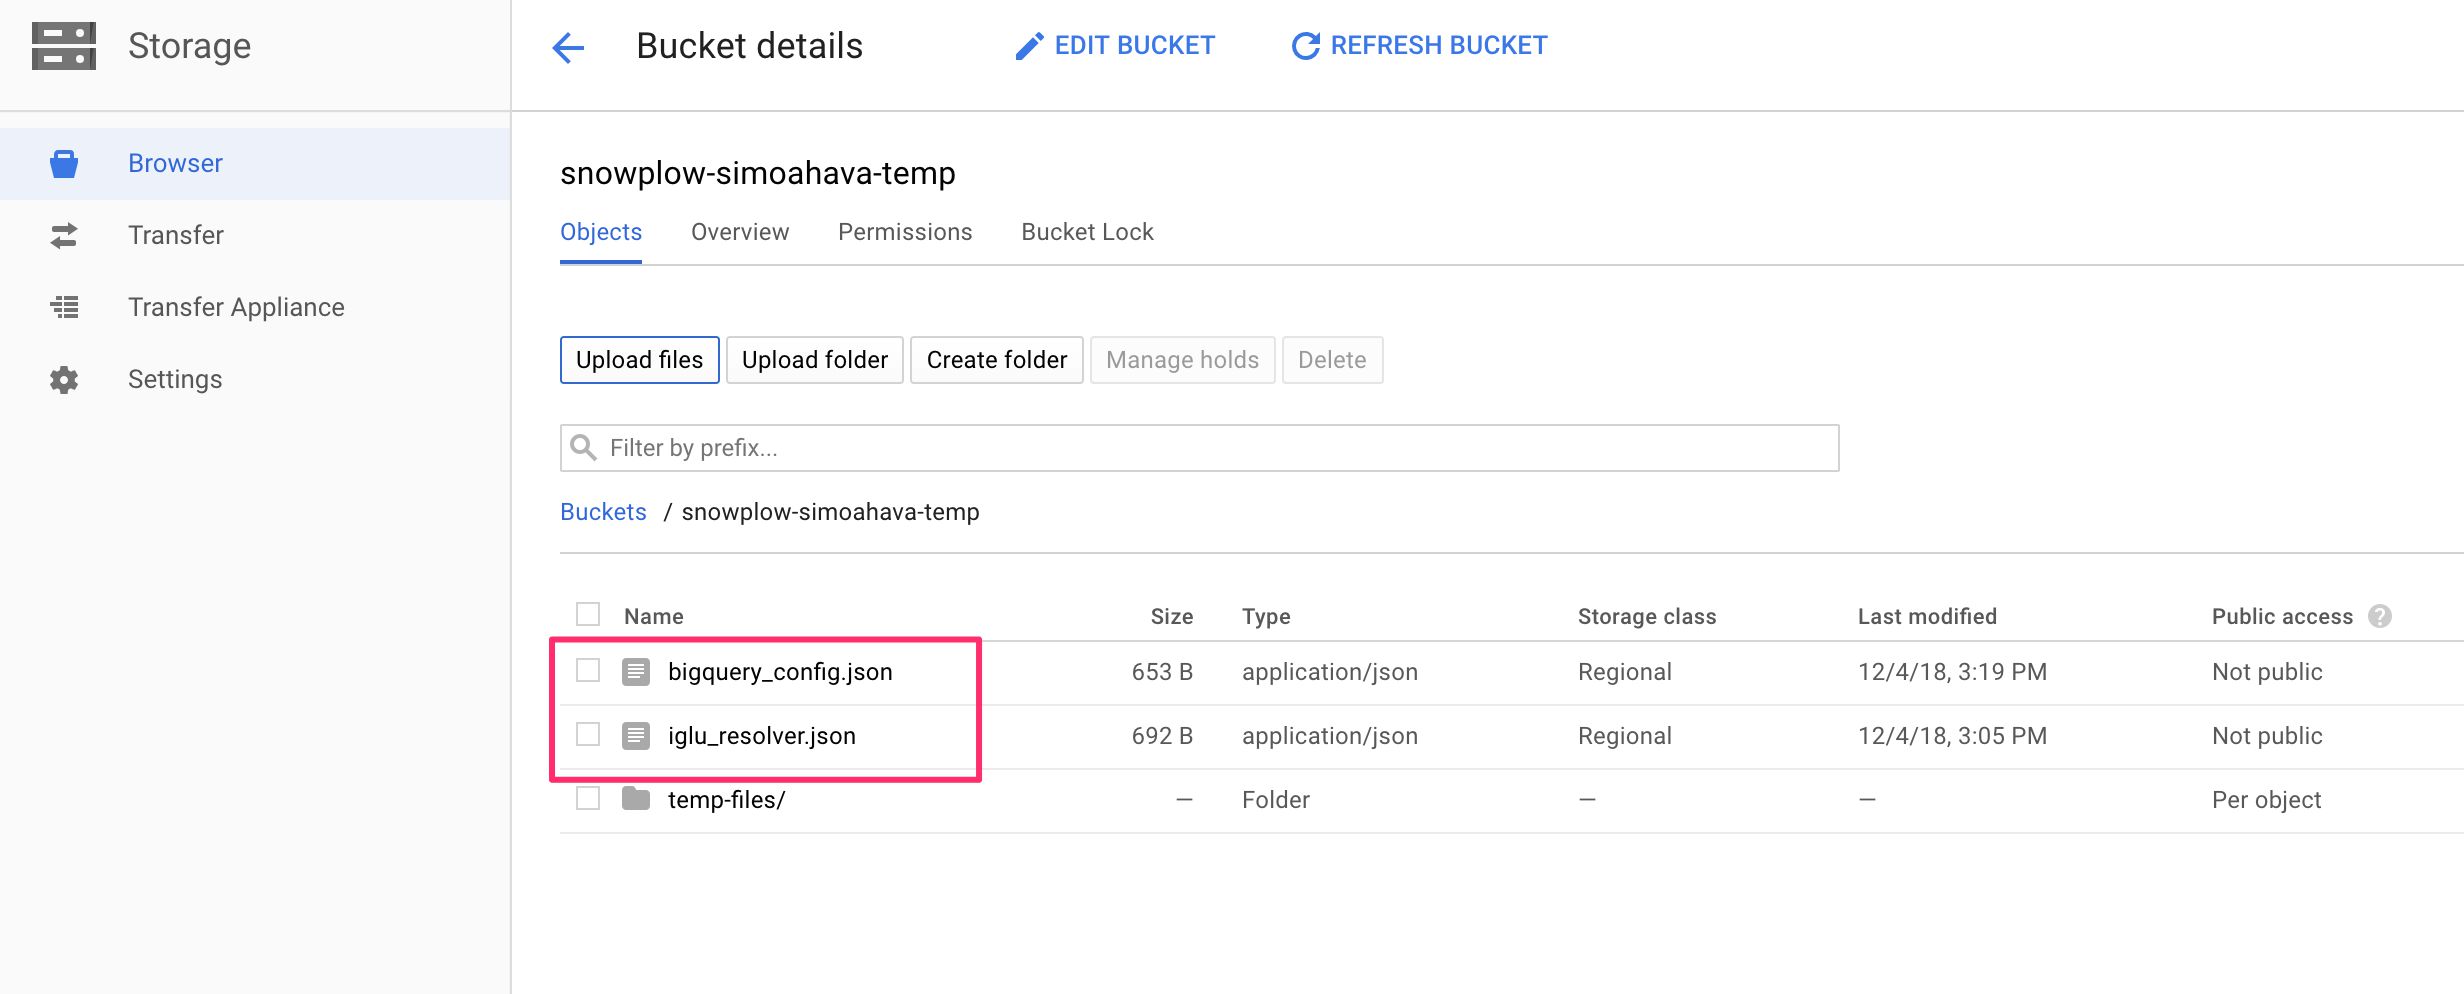 Storage
Bucket details
EDIT BUCKET
REFRESH BUCKET
Browser
Transfer
Transfer Appliance
Settings
snowplow-simoahava-temp
Objects Overview Permissions Bucket Lock
Upload files Upload folder Create folder Manage holds Delete
Filter by prefix...
Buckets / snowplow-simoahava-temp
Name Size Type Storage class Last modified Public access ?
bigquery_config.json 653 B application/json Regional 12/4/18, 3:19 PM Not public
iglu_resolver.json 692 B application/json Regional 12/4/18, 3:05 PM Not public
temp-files/ — Folder — — Per object